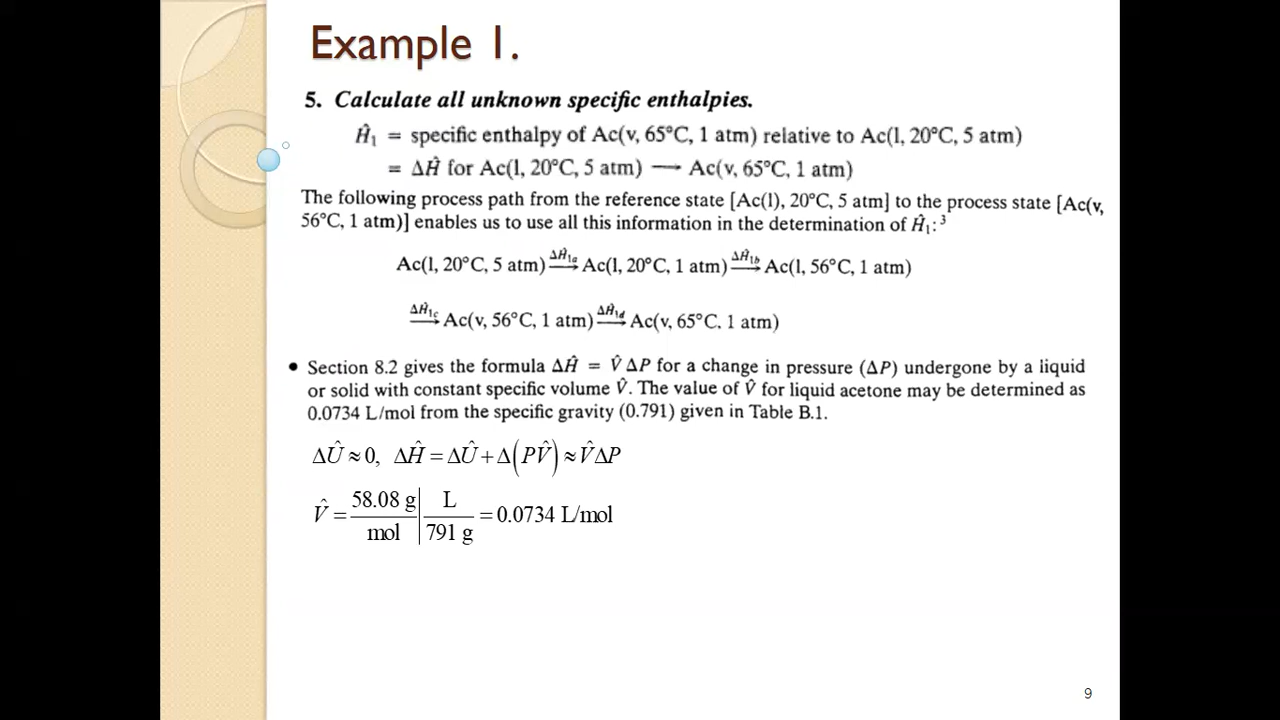 Example 1.
5. Calculate all unknown specific enthalpies.
Ĥ₁ = specific enthalpy of Ac(v, 65°C, 1 atm) relative to Ac(l, 20°C, 5 atm)
= ΔĤ for Ac(l, 20°C, 5 atm) ⟶ Ac(v, 65°C, 1 atm)
The following process path from the reference state [Ac(l), 20°C, 5 atm] to the process state [Ac(v,
56°C, 1 atm)] enables us to use all this information in the determination of Ĥ₁:³
Ac(l, 20°C, 5 atm) —ΔĤ₁ₐ→ Ac(l, 20°C, 1 atm) —ΔĤ₁b→ Ac(l, 56°C, 1 atm)
—ΔĤ₁c→ Ac(v, 56°C, 1 atm) —ΔĤ₁d→ Ac(v, 65°C. 1 atm)
• Section 8.2 gives the formula ΔĤ = V̂ ΔP for a change in pressure (ΔP) undergone by a liquid
or solid with constant specific volume V̂. The value of V̂ for liquid acetone may be determined as
0.0734 L/mol from the specific gravity (0.791) given in Table B.1.
ΔÛ ≈ 0, ΔĤ = ΔÛ + Δ(PV̂) ≈ V̂ΔP
V̂ = 58.08 g/mol | L/791 g = 0.0734 L/mol
9